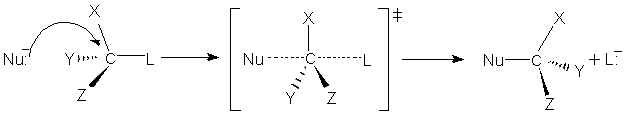 X
Nu:⁻ Y C L
Z
‡
X
Nu C L
Y Z
X
Nu C Y + L:⁻
Z